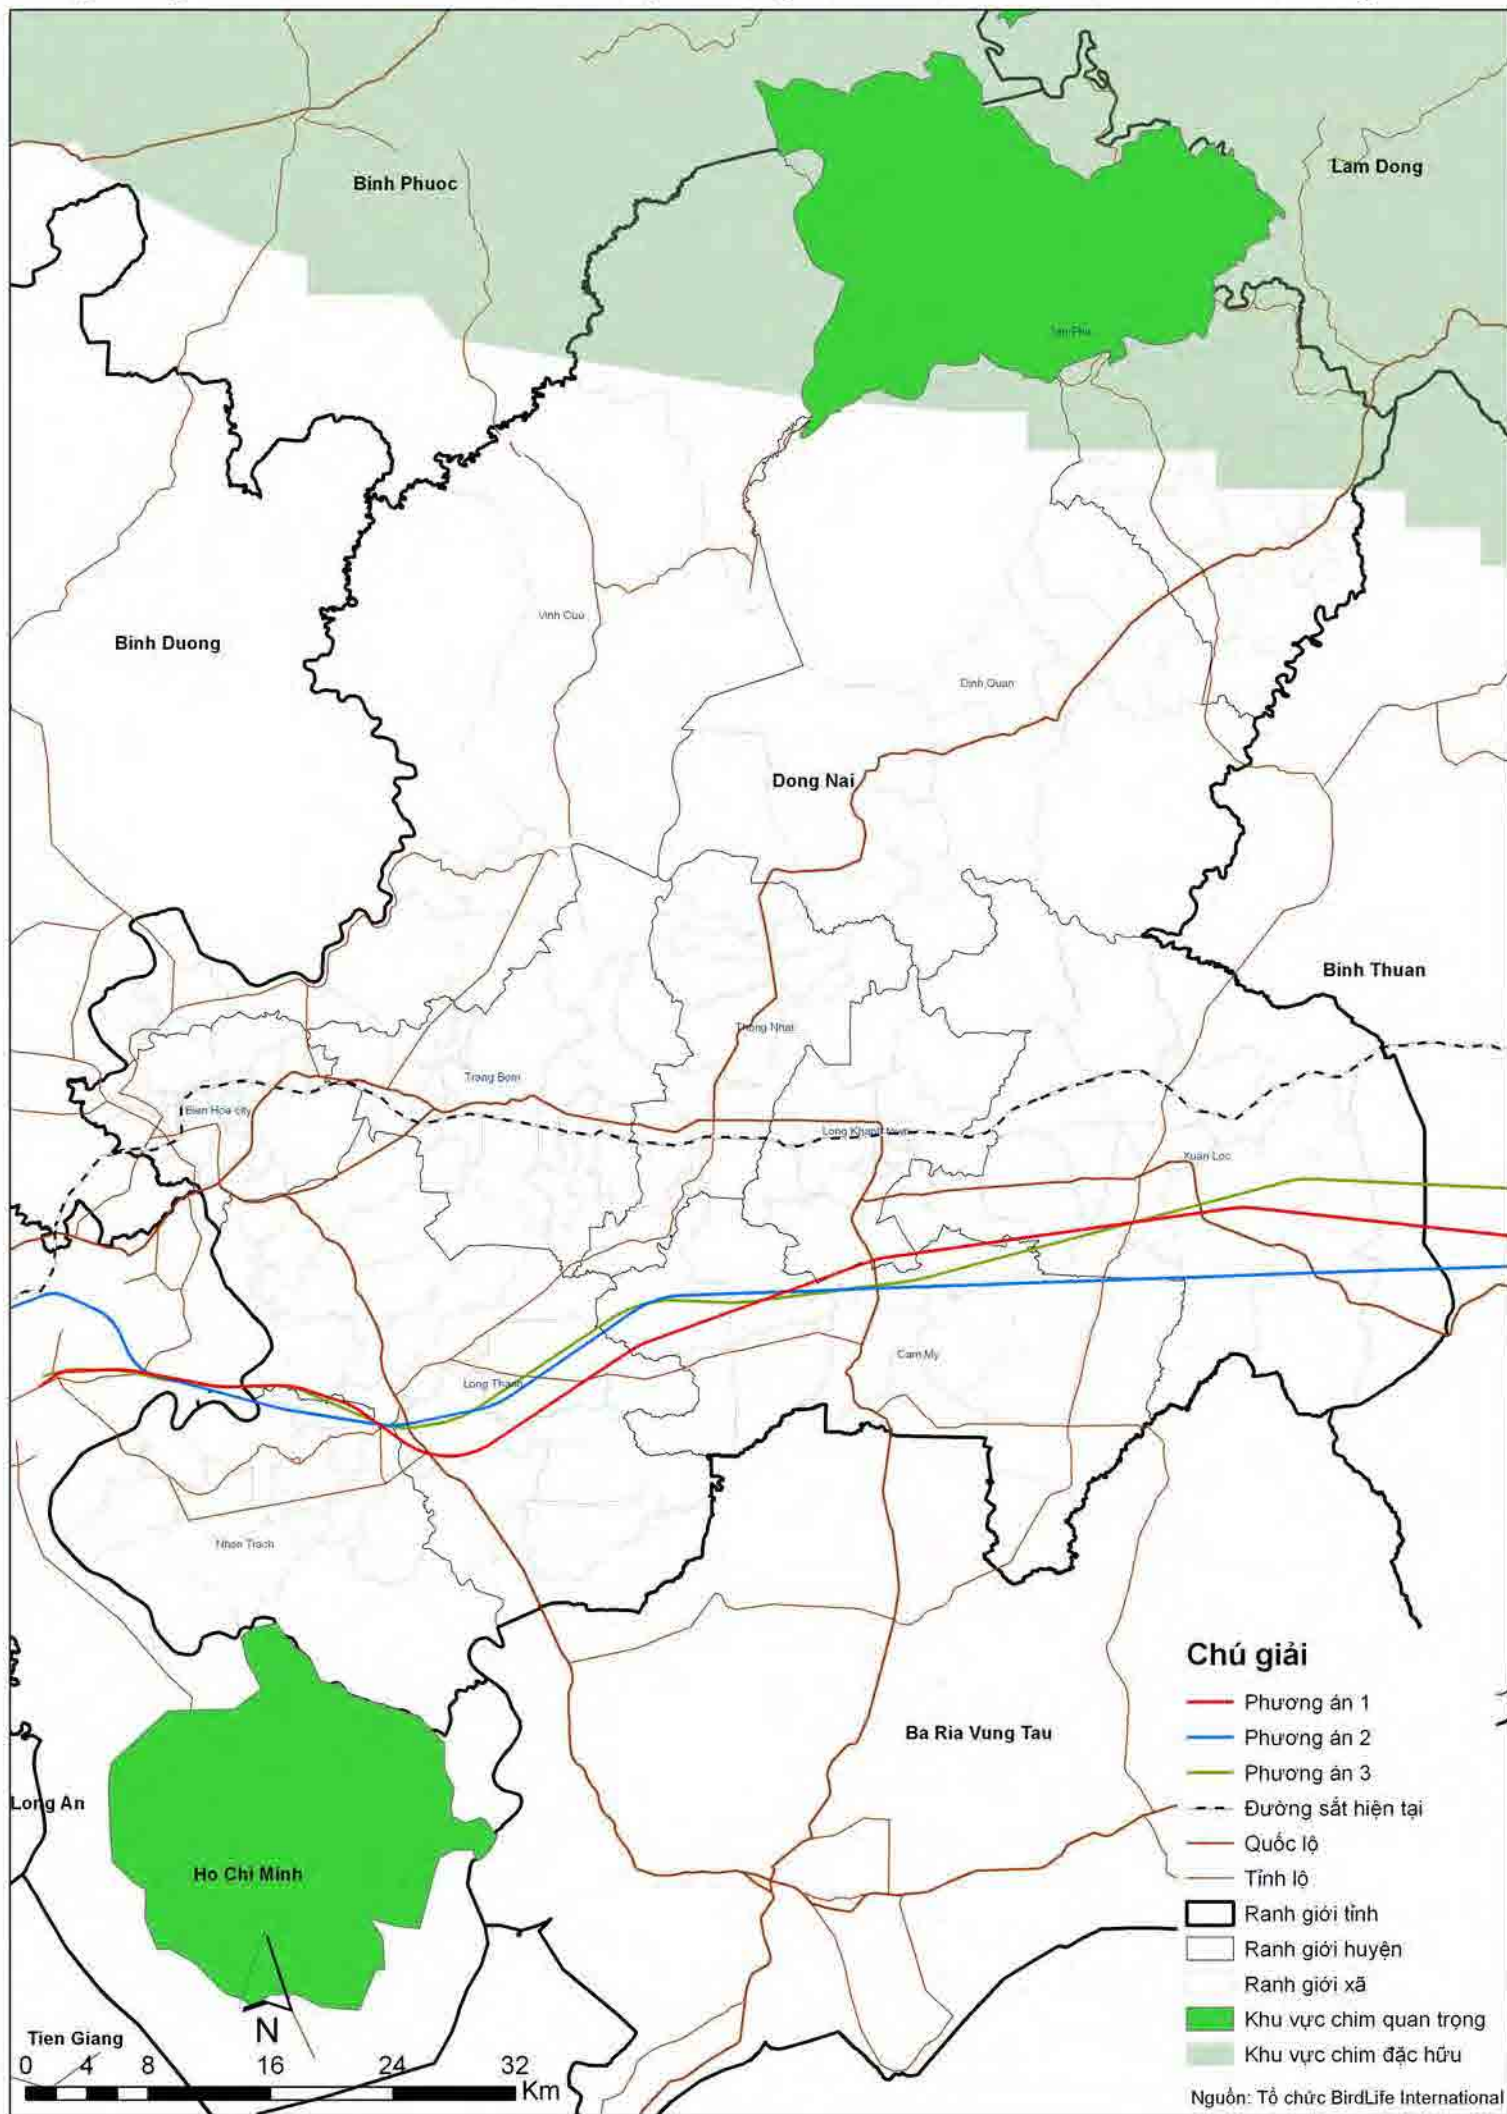 Binh Phuoc
Lam Dong
Tan Phu
Vinh Cuu
Binh Duong
Dinh Quan
Dong Nai
Binh Thuan
Thong Nhat
Trang Bom
Bien Hoa city
Long Khanh town
Xuan Loc
Cam My
Long Thanh
Nhon Trach
Chú giải
Phương án 1
Phương án 2
Phương án 3
Đường sắt hiện tại
Quốc lộ
Tỉnh lộ
Ranh giới tỉnh
Ranh giới huyện
Ranh giới xã
Khu vực chim quan trọng
Khu vực chim đặc hữu
Ba Ria Vung Tau
Long An
Ho Chi Minh
N
Tien Giang
0 4 8 16 24 32
Km
Nguồn: Tổ chức BirdLife International